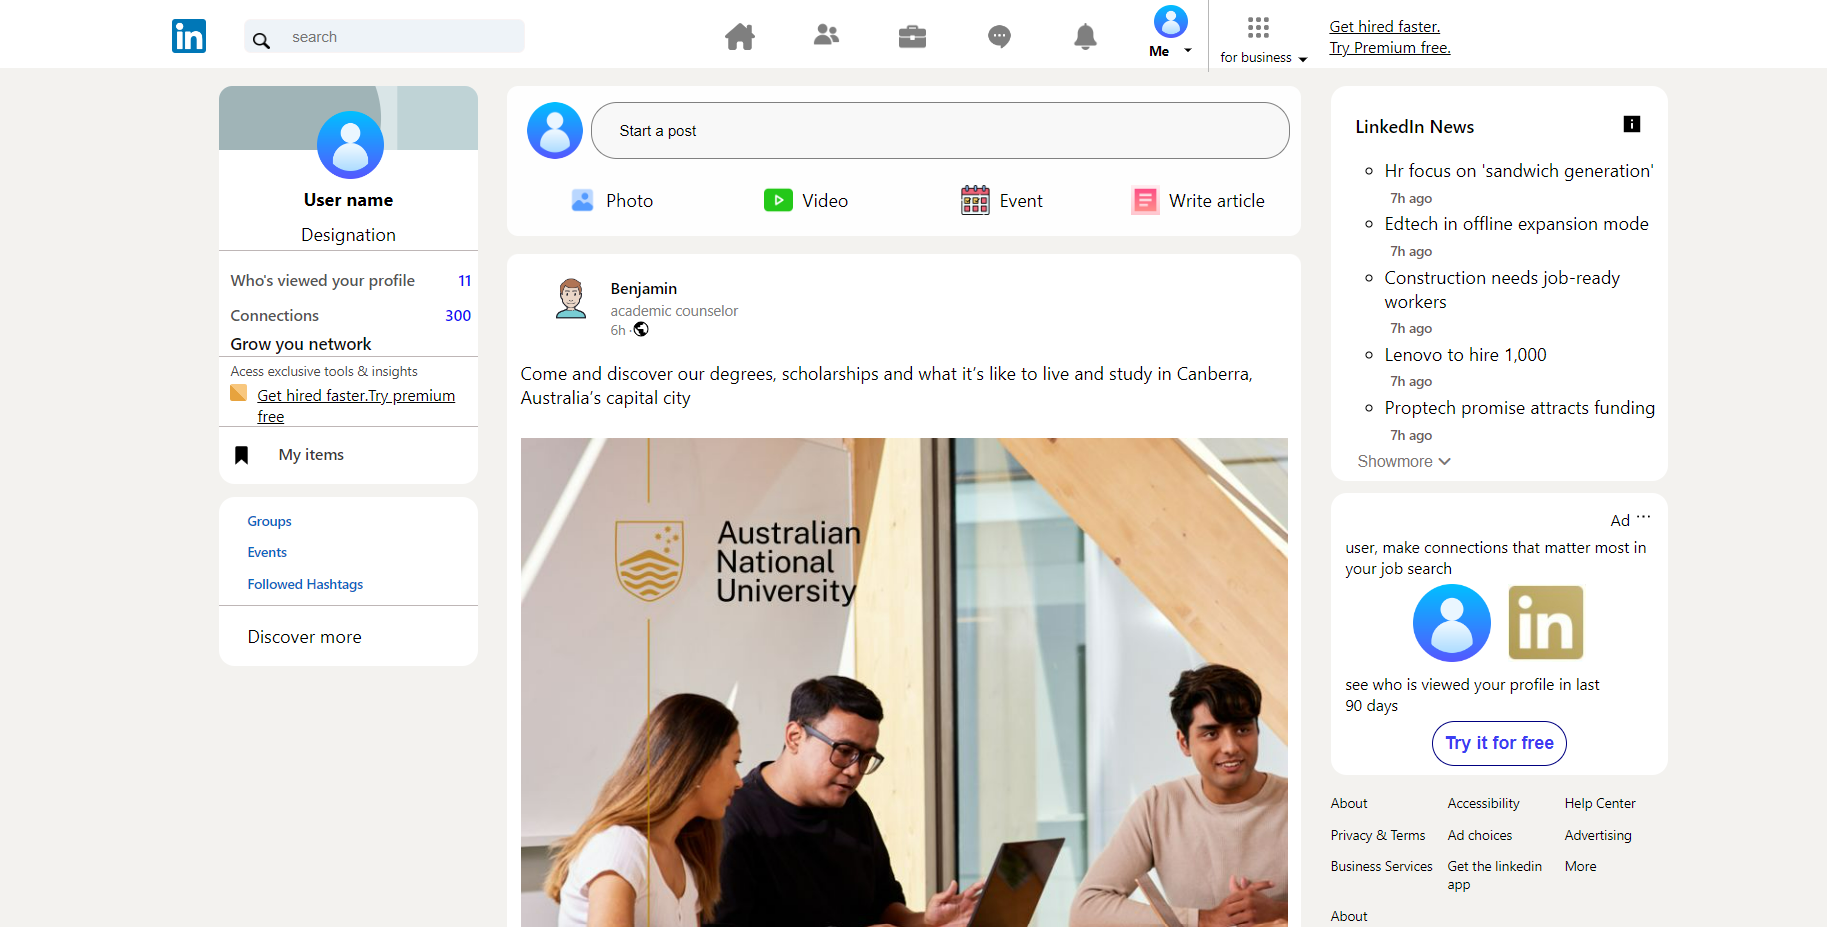 in
search
Me
for business
Get hired faster.
Try Premium free.
User name
Designation
Who's viewed your profile 11
Connections 300
Grow you network
Acess exclusive tools & insights
Get hired faster.Try premium
free
My items
Groups
Events
Followed Hashtags
Discover more
Start a post
Photo
Video
Event
Write article
Benjamin
academic counselor
6h ·
Come and discover our degrees, scholarships and what it’s like to live and study in Canberra,
Australia’s capital city
Australian
National
University
LinkedIn News
Hr focus on 'sandwich generation'
7h ago
Edtech in offline expansion mode
7h ago
Construction needs job-ready
workers
7h ago
Lenovo to hire 1,000
7h ago
Proptech promise attracts funding
7h ago
Showmore
Ad ...
user, make connections that matter most in
your job search
in
see who is viewed your profile in last
90 days
Try it for free
About Accessibility Help Center
Privacy & Terms Ad choices Advertising
Business Services Get the linkedin More
app
About